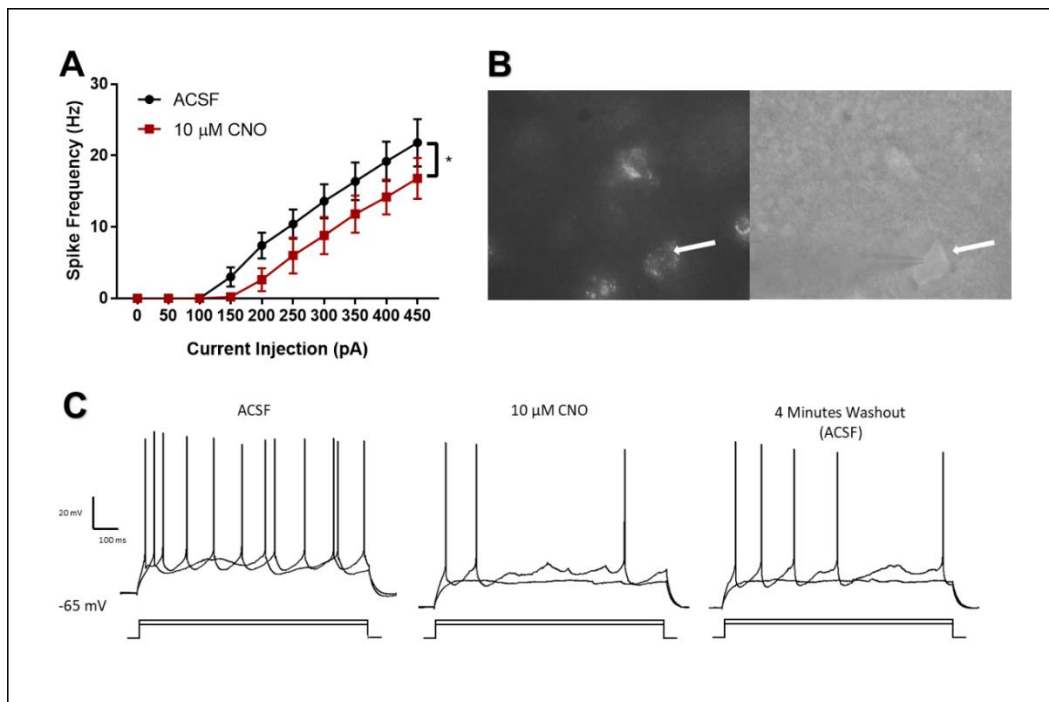 A
B
30
20
10
0
Spike Frequency (Hz)
ACSF
10 μM CNO
*
0 50 100 150 200 250 300 350 400 450
Current Injection (pA)
C
ACSF
10 μM CNO
4 Minutes Washout
(ACSF)
20 mV
100 ms
-65 mV